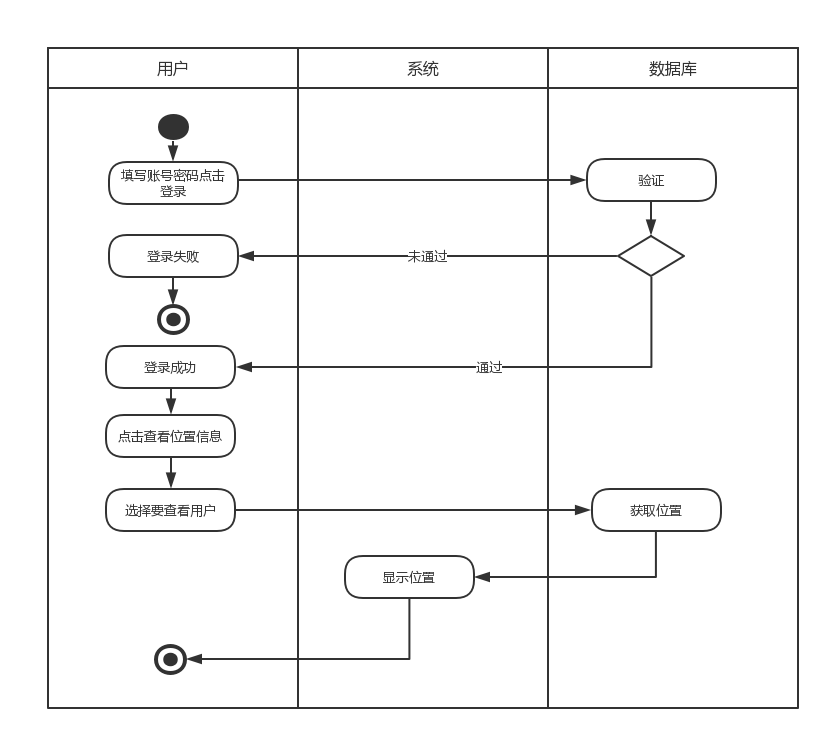 用户
系统
数据库
填写账号密码点击
登录
验证
登录失败
未通过
登录成功
通过
点击查看位置信息
选择要查看用户
获取位置
显示位置